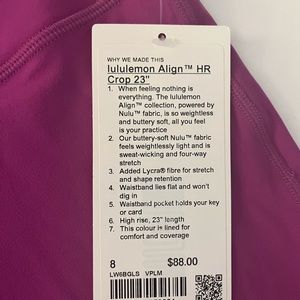 WHY WE MADE THIS
lululemon Align™ HR
Crop 23"
1. When feeling nothing is
everything. The lululemon
Align™ collection, powered by
Nulu™ fabric, is so weightless
and buttery soft, all you feel
is your practice
2. Our buttery-soft Nulu™ fabric
feels weightlessly light and is
sweat-wicking and four-way
stretch
3. Added Lycra® fibre for stretch
and shape retention
4. Waistband lies flat and won't
dig in
5. Waistband pocket holds your key
or card
6. High rise, 23" length
7. This colour is lined for
comfort and coverage
8 $88.00
LW6BGLS VPLM